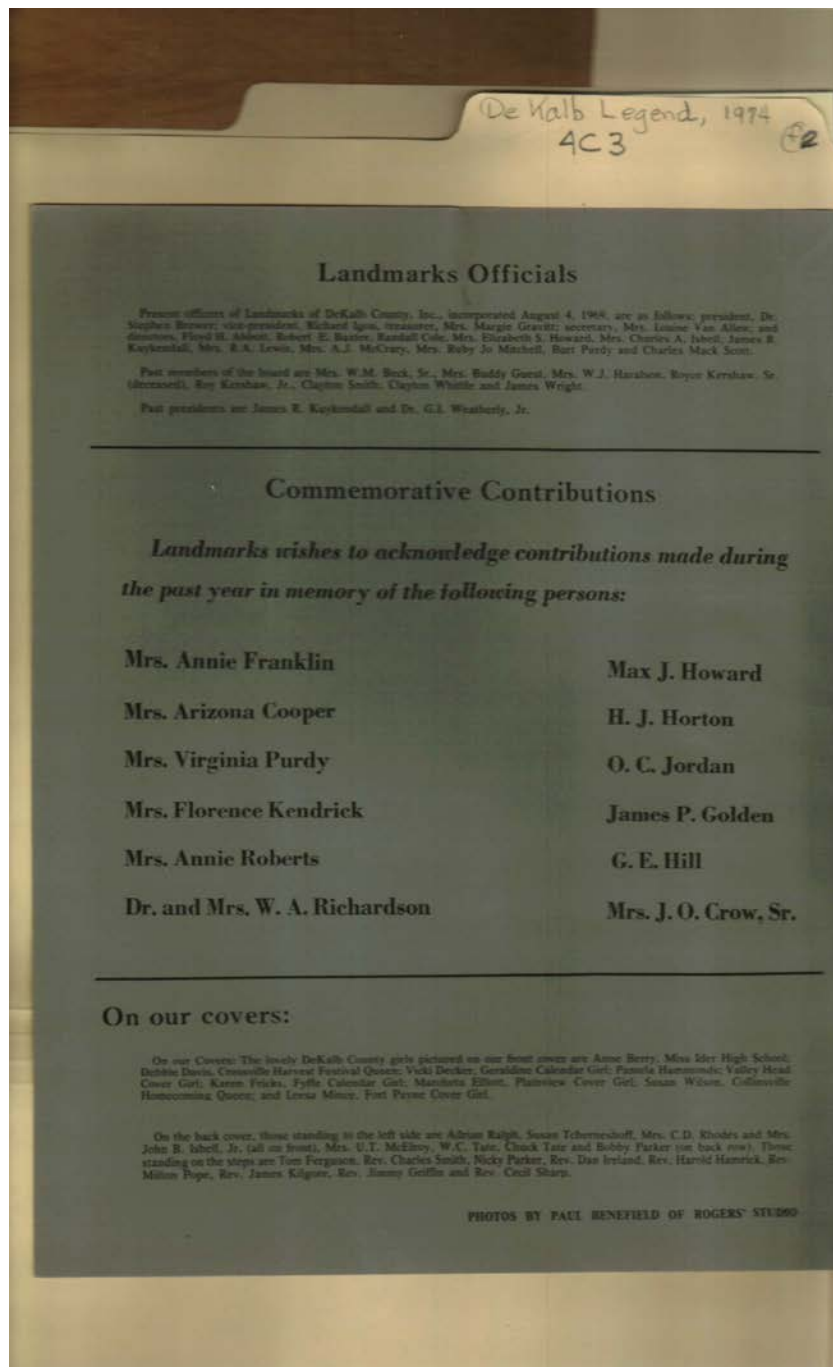 De Kalb Legend, 1974
4C3
f2
Landmarks Officials
Present officers of Landmarks of DeKalb County, Inc., incorporated August 4, 1969, are as follows: president, Dr.
Stephen Brewer; vice-president, Richard Igou, treasurer, Mrs. Margie Gravitt; secretary, Mrs. Louise Van Allen; and
directors, Floyd H. Abbott, Robert E. Baxter, Randall Cole, Mrs. Elizabeth S. Howard, Mrs. Charles A. Isbell, James R.
Kuykendall, Mrs. R.A. Lewis, Mrs. A.J. McCrary, Mrs. Ruby Jo Mitchell, Burt Purdy and Charles Mack Scott.
Past members of the board are Mrs. W.M. Beck, Sr., Mrs. Buddy Guest, Mrs. W.J. Haralson, Royce Kershaw, Sr.
(deceased), Roy Kershaw, Jr., Clayton Smith, Clayton Whittle and James Wright.
Past presidents are James R. Kuykendall and Dr. G.I. Weatherly, Jr.
Commemorative Contributions
Landmarks wishes to acknowledge contributions made during
the past year in memory of the following persons:
Mrs. Annie Franklin
Mrs. Arizona Cooper
Mrs. Virginia Purdy
Mrs. Florence Kendrick
Mrs. Annie Roberts
Dr. and Mrs. W. A. Richardson
Max J. Howard
H. J. Horton
O. C. Jordan
James P. Golden
G. E. Hill
Mrs. J. O. Crow, Sr.
On our covers:
On our Covers: The lovely DeKalb County girls pictured on our front cover are Anne Berry, Miss Ider High School;
Debbie Davis, Crossville Harvest Festival Queen; Vicki Decker, Geraldine Calendar Girl; Pamela Hammonds; Valley Head
Cover Girl; Karen Fricks, Fyffe Calendar Girl; Elliott, Plainview Cover Girl, Susan Wilson, Collinsville
Homecoming Queen; and Leesa Mince, Fort Payne Cover Girl.
On the back cover, those standing to the left side are Adrian Ralph, Susan Tcherneshoff, Mrs. C.D. Rhodes and Mrs.
John B. Isbell, Jr. (all on front), Mrs. U.T. McElroy, W.C. Tate, Chuck Tate and Bobby Parker (on back row). Those
standing on the steps are Tom Ferguson, Rev. Charles Smith, Nicky Parker, Rev. Dan Ireland, Rev. Harold Hamrick, Rev.
Milton Pope, Rev. James Kilgore, Rev. Jimmy Griffin and Rev. Cecil Sharp.
PHOTOS BY PAUL BENEFIELD OF ROGERS' STUDIO